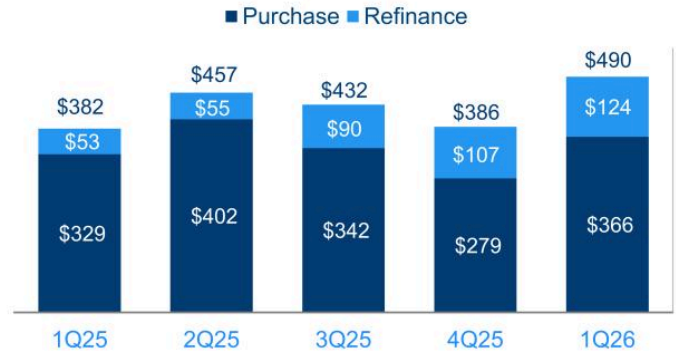 Purchase Refinance
$382 $457 $432 $386 $490
$53 $55 $90 $107 $124
$329 $402 $342 $279 $366
1Q25 2Q25 3Q25 4Q25 1Q26